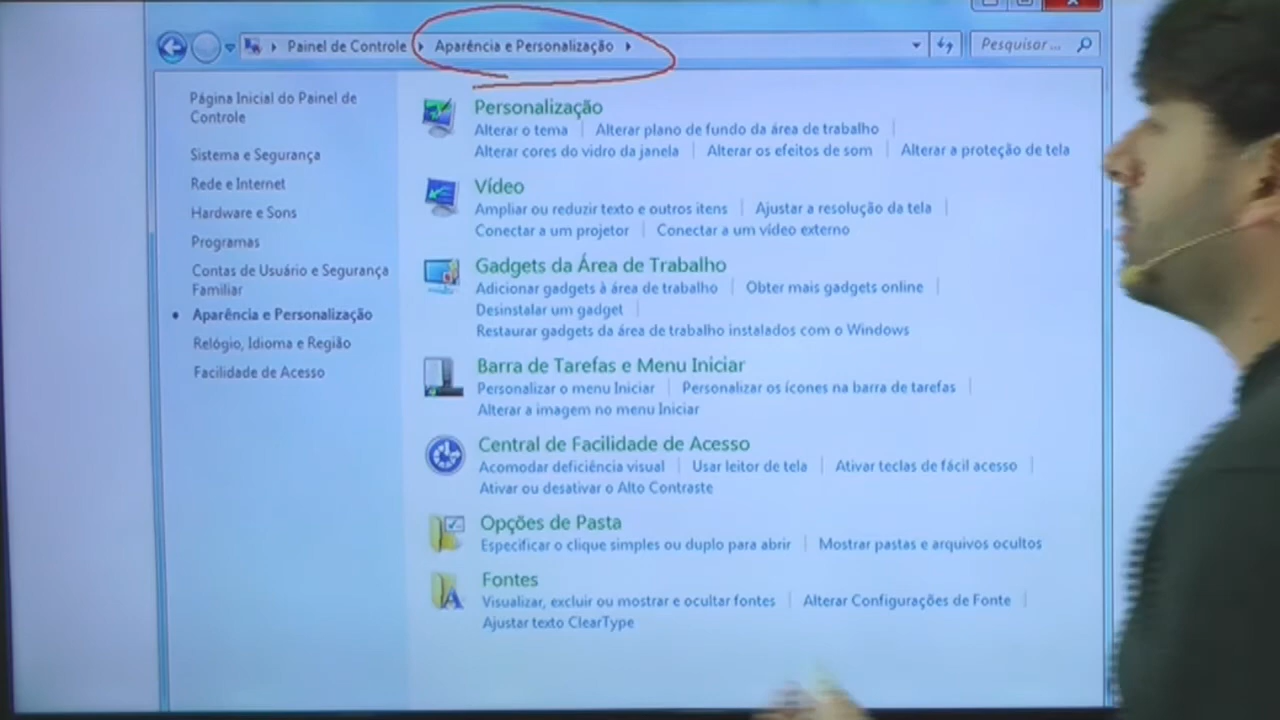 Painel de Controle
Aparência e Personalização
Pesquisar ...
Página Inicial do Painel de
Controle
Sistema e Segurança
Rede e Internet
Hardware e Sons
Programas
Contas de Usuário e Segurança
Familiar
Aparência e Personalização
Relógio, Idioma e Região
Facilidade de Acesso
Personalização
Alterar o tema | Alterar plano de fundo da área de trabalho |
Alterar cores do vidro da janela | Alterar os efeitos de som | Alterar a proteção de tela
Vídeo
Ampliar ou reduzir texto e outros itens | Ajustar a resolução da tela |
Conectar a um projetor | Conectar a um vídeo externo
Gadgets da Área de Trabalho
Adicionar gadgets à área de trabalho | Obter mais gadgets online |
Desinstalar um gadget |
Restaurar gadgets da área de trabalho instalados com o Windows
Barra de Tarefas e Menu Iniciar
Personalizar o menu Iniciar | Personalizar os ícones na barra de tarefas |
Alterar a imagem no menu Iniciar
Central de Facilidade de Acesso
Acomodar deficiência visual | Usar leitor de tela | Ativar teclas de fácil acesso |
Ativar ou desativar o Alto Contraste
Opções de Pasta
Especificar o clique simples ou duplo para abrir | Mostrar pastas e arquivos ocultos
Fontes
Visualizar, excluir ou mostrar e ocultar fontes | Alterar Configurações de Fonte |
Ajustar texto ClearType